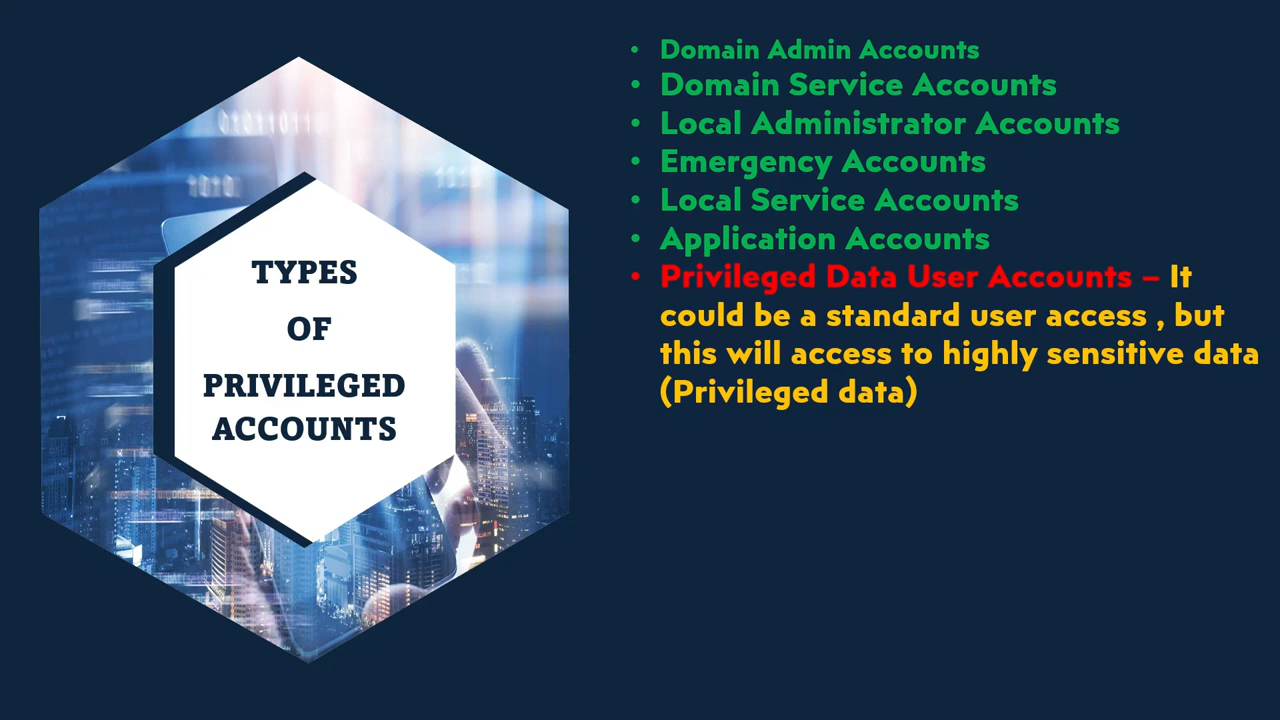 TYPES
OF
PRIVILEGED
ACCOUNTS
• Domain Admin Accounts
• Domain Service Accounts
• Local Administrator Accounts
• Emergency Accounts
• Local Service Accounts
• Application Accounts
• Privileged Data User Accounts – It
could be a standard user access , but
this will access to highly sensitive data
(Privileged data)